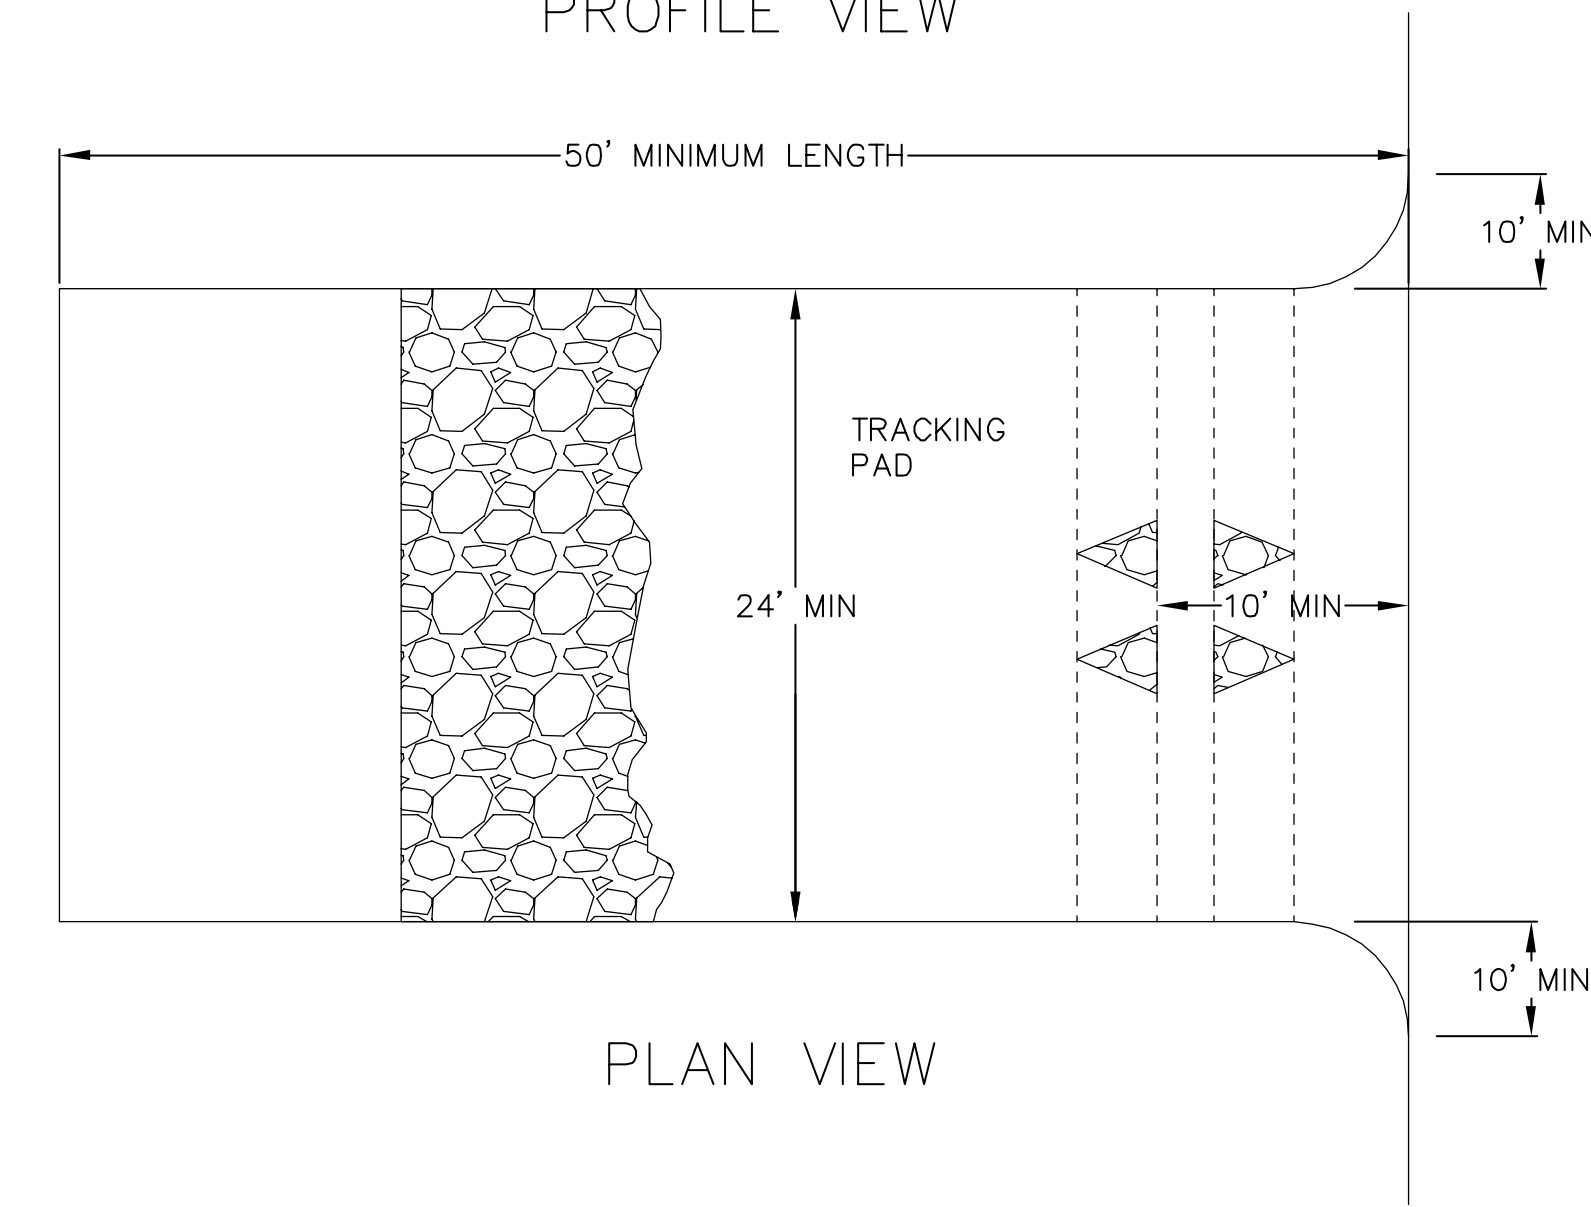 PROFILE VIEW
50' MINIMUM LENGTH
10' MIN
TRACKING
PAD
24' MIN
10' MIN
10' MIN
PLAN VIEW